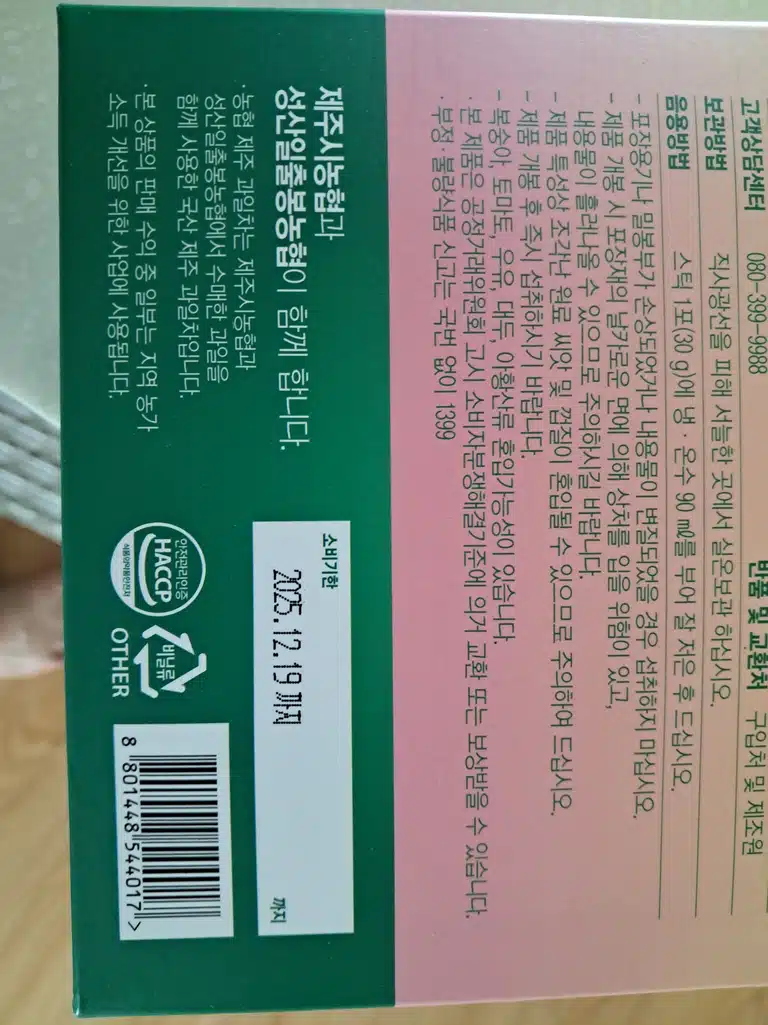 고객상담센터 080-399-9988 반품 및 교환처 구입처 및 제조원
보관방법 직사광선을 피해 서늘한 곳에서 실온보관 하십시오.
음용방법 스틱 1포(30 g)에 냉·온수 90 ㎖를 부어 잘 저은 후 드십시오.
- 포장용기나 밀봉부가 손상되었거나 내용물이 변질되었을 경우 섭취하지 마십시오.
- 제품 개봉 시 포장재의 날카로운 면에 의해 상처를 입을 위험이 있고,
내용물이 흘러나올 수 있으므로 주의하시길 바랍니다.
- 제품 특성상 조각난 원료 씨앗 및 껍질이 혼입될 수 있으므로 주의하여 드십시오.
- 제품 개봉 후 즉시 섭취하시기 바랍니다.
- 복숭아, 토마토, 우유, 대두, 아황산류 혼입가능성이 있습니다.
· 본 제품은 공정거래위원회 고시 소비자분쟁해결기준에 의거 교환 또는 보상받을 수 있습니다.
· 부정·불량식품 신고는 국번 없이 1399
제주시농협과
성산일출봉농협이 함께 합니다.
· 농협 제주 과일차는 제주시농협과
성산일출봉농협에서 수매한 과일을
함께 사용한 국산 제주 과일차입니다.
· 본 상품의 판매 수익 중 일부는 지역 농가
소득 개선을 위한 사업에 사용됩니다.
소비기한
2025.12.19 까지
까지
안전관리인증
HACCP
식품의약품안전처
비닐류
OTHER
8 801448 544017 >